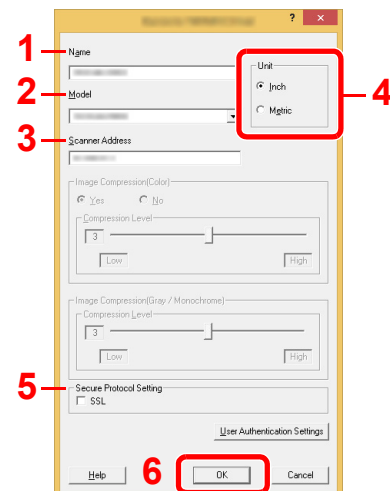 ? ×
1 Name
Unit
Inch
4
2 Model
Metric
3 Scanner Address
Image Compression(Color)
Yes No
Compression Level
3
Low High
Image Compression(Gray / Monochrome)
Compression Level
3
Low High
5 Secure Protocol Setting
SSL
User Authentication Settings
Help 6 OK Cancel